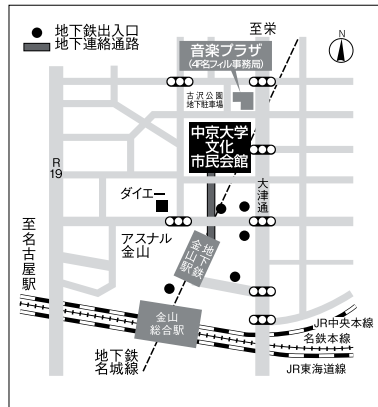 至栄
N
地下鉄出入口
地下連絡通路
音楽プラザ
(4F名フィル事務局)
古沢公園
地下駐車場
中京大学
文化
市民会館
R
19
大津通
ダイエー
アスナル
金山
地下鉄
金山駅
至名古屋駅
金山
総合駅
地下鉄
名城線
JR中央本線
名鉄本線
JR東海道線